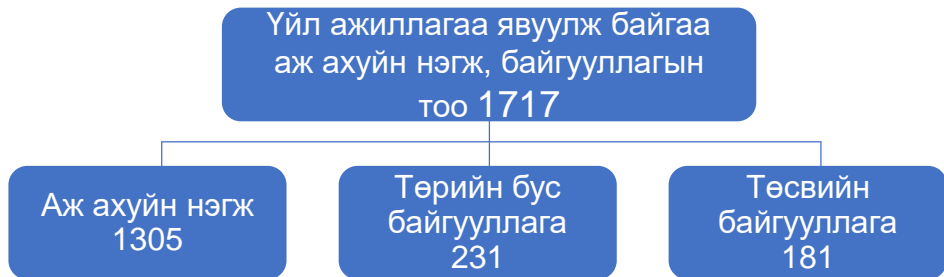 Үйл ажиллагаа явуулж байгаа
аж ахуйн нэгж, байгууллагын
тоо 1717
Аж ахуйн нэгж
1305
Төрийн бус
байгууллага
231
Төсвийн
байгууллага
181